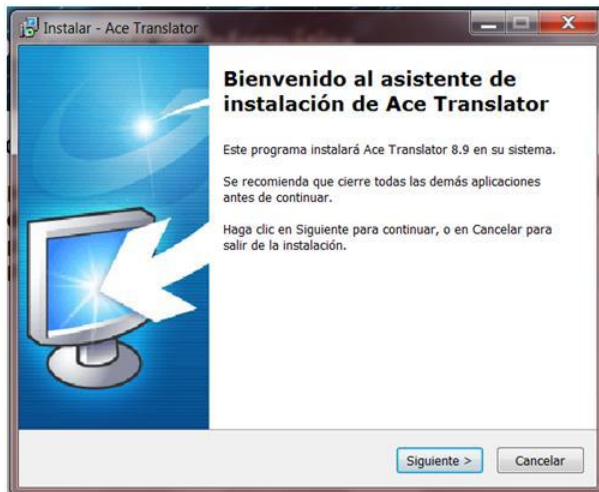 Instalar - Ace Translator
Bienvenido al asistente de
instalación de Ace Translator
Este programa instalará Ace Translator 8.9 en su sistema.
Se recomienda que cierre todas las demás aplicaciones
antes de continuar.
Haga clic en Siguiente para continuar, o en Cancelar para
salir de la instalación.
Siguiente >
Cancelar